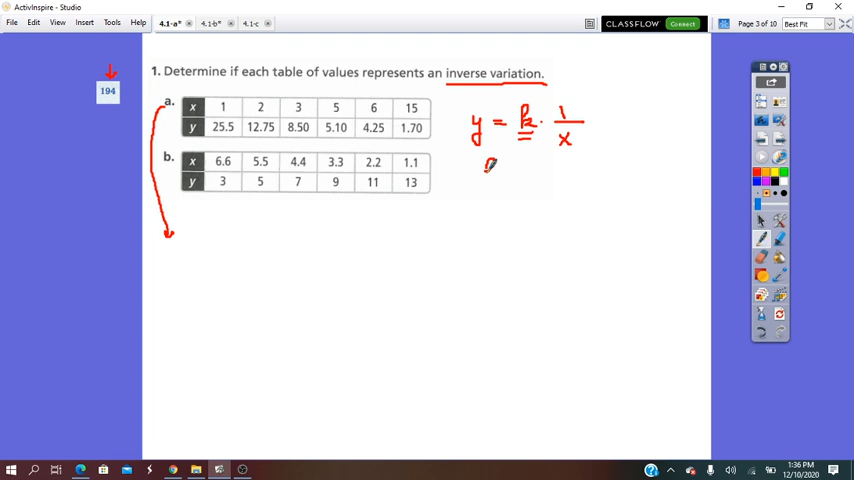 ActivInspire - Studio
File Edit View Insert Tools Help
4.1-a* 4.1-b* 4.1-c
CLASSFLOW Connect
Page 3 of 10
Best Fit
194
1. Determine if each table of values represents an inverse variation.
a. x 1 2 3 5 6 15
y 25.5 12.75 8.50 5.10 4.25 1.70
b. x 6.6 5.5 4.4 3.3 2.2 1.1
y 3 5 7 9 11 13
y = k · 1/x
1:36 PM
12/10/2020